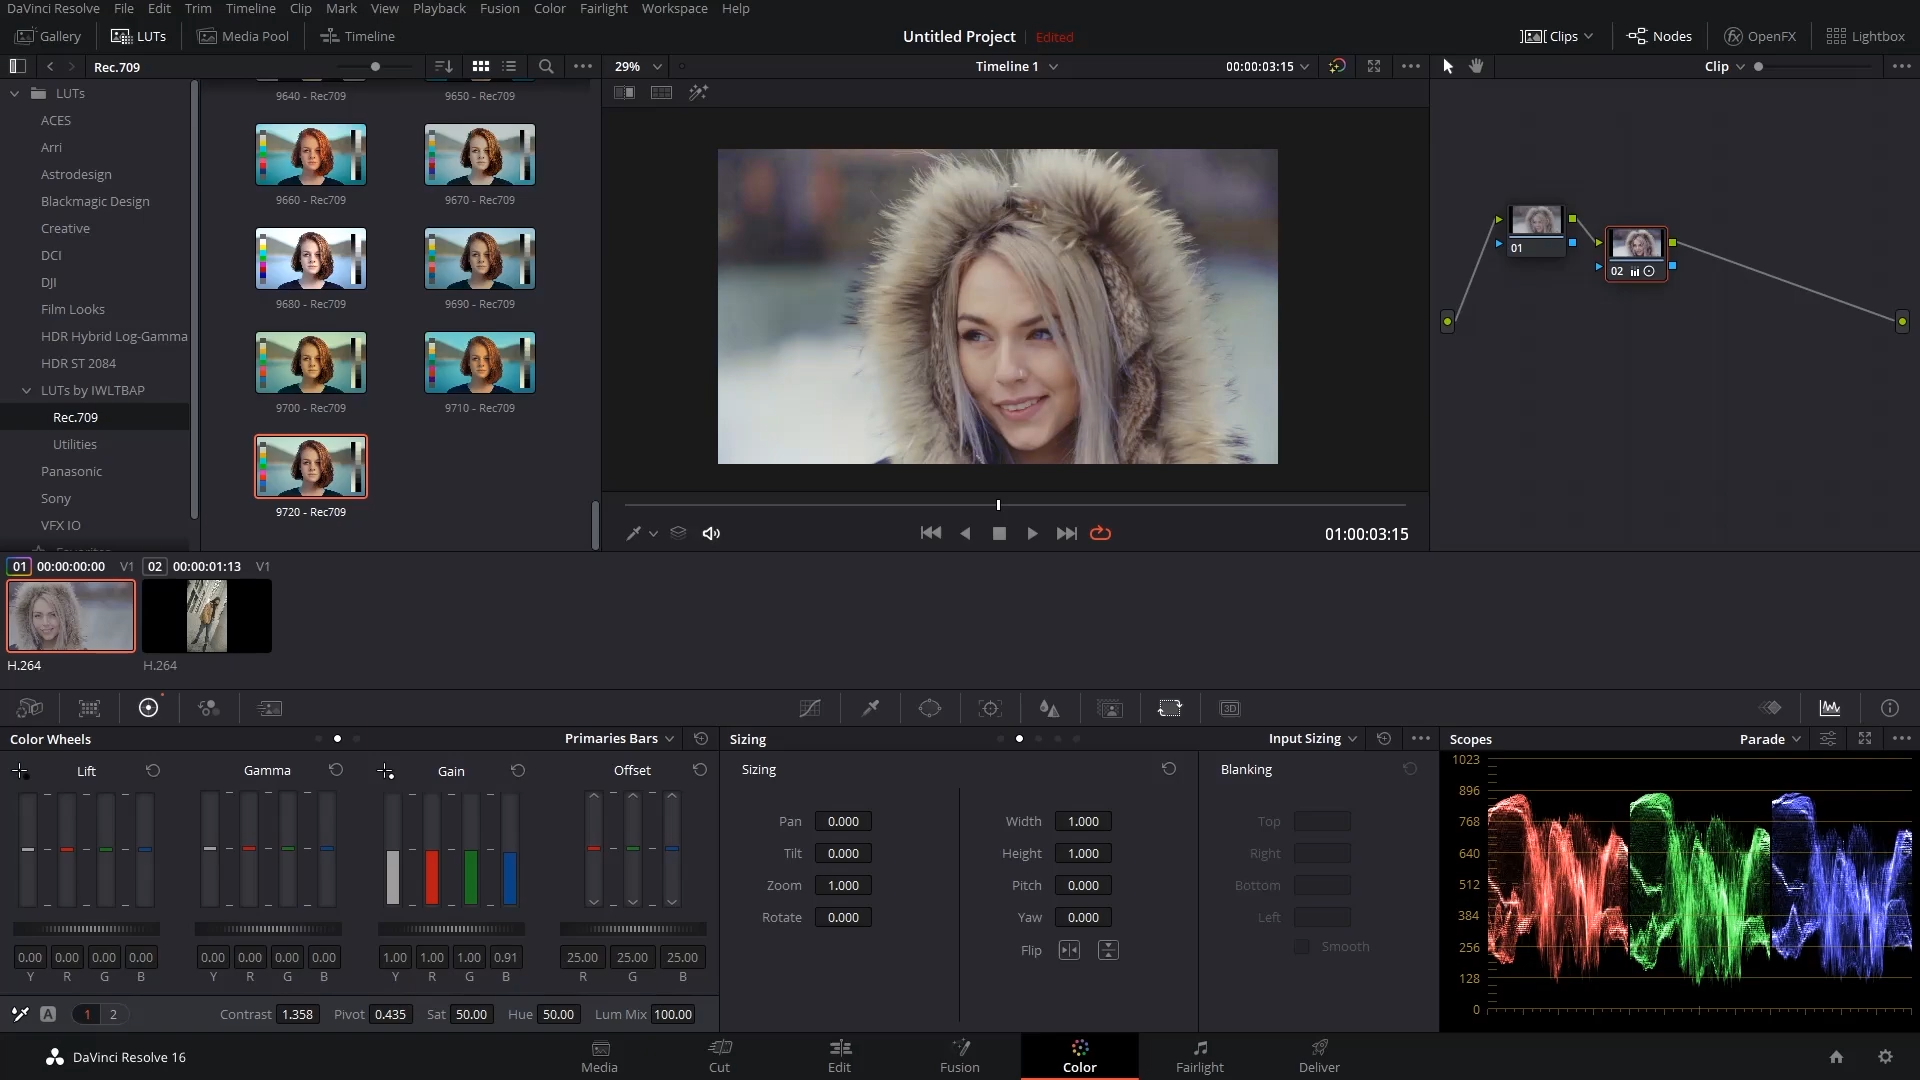 DaVinci Resolve File Edit Trim Timeline Clip Mark View Playback Fusion Color Fairlight Workspace Help
Gallery LUTs Media Pool Timeline Untitled Project Edited Clips Nodes OpenFX Lightbox
Rec.709 29% Timeline 1 00:00:03:15 Clip
LUTs
ACES
Arri
Astrodesign
Blackmagic Design
Creative
DCI
DJI
Film Looks
HDR Hybrid Log-Gamma
HDR ST 2084
LUTs by IWLTBAP
Rec.709
Utilities
Panasonic
Sony
VFX IO
9640 - Rec709 9650 - Rec709
9660 - Rec709 9670 - Rec709
9680 - Rec709 9690 - Rec709
9700 - Rec709 9710 - Rec709
9720 - Rec709
01:00:03:15
01
02
01 00:00:00:00 V1 02 00:00:01:13 V1
H.264 H.264
3D
Color Wheels Primaries Bars
Lift Gamma Gain Offset
0.00 0.00 0.00 0.00 0.00 0.00 0.00 0.00 1.00 1.00 1.00 0.91 25.00 25.00 25.00
Y R G B Y R G B Y R G B R G B
A 1 2 Contrast 1.358 Pivot 0.435 Sat 50.00 Hue 50.00 Lum Mix 100.00
Sizing Input Sizing
Sizing Blanking
Pan 0.000 Width 1.000 Top
Tilt 0.000 Height 1.000 Right
Zoom 1.000 Pitch 0.000 Bottom
Rotate 0.000 Yaw 0.000 Left
Flip Smooth
Scopes Parade
1023
896
768
640
512
384
256
128
0
DaVinci Resolve 16 Media Cut Edit Fusion Color Fairlight Deliver